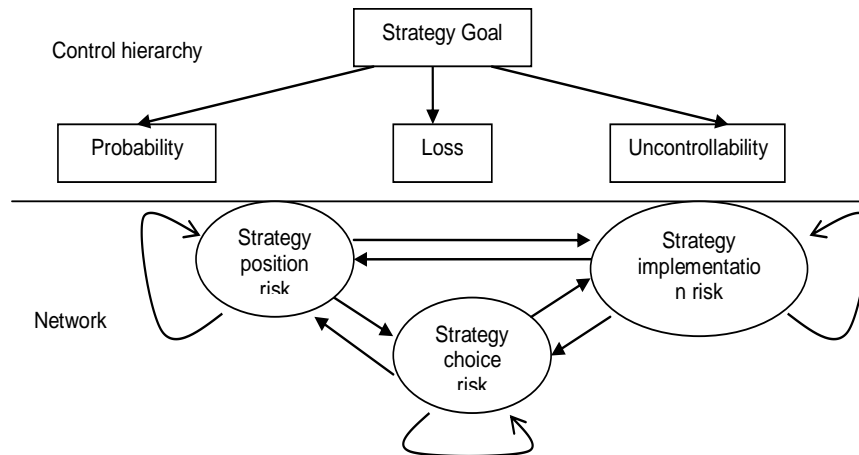 Strategy Goal
Control hierarchy
Probability
Loss
Uncontrollability
Strategy
position
risk
Strategy
implementatio
n risk
Network
Strategy
choice
risk